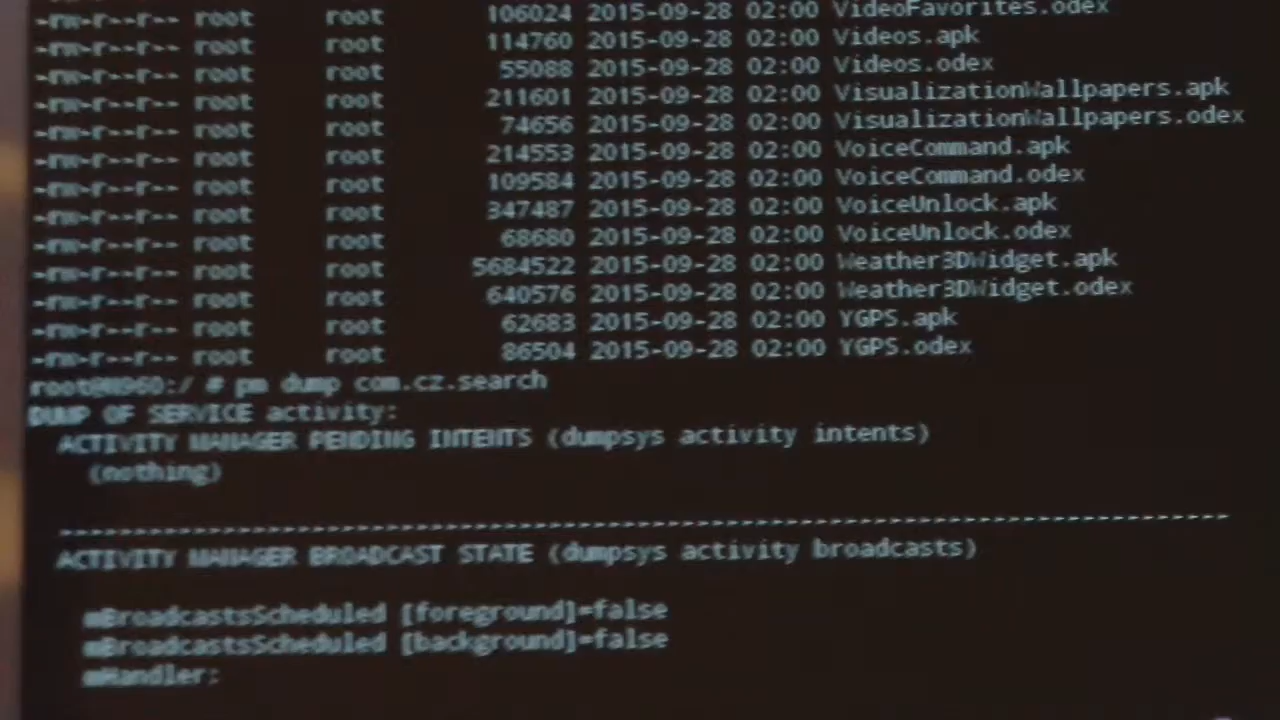 -rw-r--r-- root root 106024 2015-09-28 02:00 VideoFavorites.odex
-rw-r--r-- root root 114760 2015-09-28 02:00 Videos.apk
-rw-r--r-- root root 55088 2015-09-28 02:00 Videos.odex
-rw-r--r-- root root 211601 2015-09-28 02:00 VisualizationWallpapers.apk
-rw-r--r-- root root 74656 2015-09-28 02:00 VisualizationWallpapers.odex
-rw-r--r-- root root 214553 2015-09-28 02:00 VoiceCommand.apk
-rw-r--r-- root root 109584 2015-09-28 02:00 VoiceCommand.odex
-rw-r--r-- root root 347487 2015-09-28 02:00 VoiceUnlock.apk
-rw-r--r-- root root 68680 2015-09-28 02:00 VoiceUnlock.odex
-rw-r--r-- root root 5684522 2015-09-28 02:00 Weather3DWidget.apk
-rw-r--r-- root root 640576 2015-09-28 02:00 Weather3DWidget.odex
-rw-r--r-- root root 62683 2015-09-28 02:00 YGPS.apk
-rw-r--r-- root root 86504 2015-09-28 02:00 YGPS.odex
root@N960:/ # pm dump com.cz.search
DUMP OF SERVICE activity:
ACTIVITY MANAGER PENDING INTENTS (dumpsys activity intents)
(nothing)
-------------------------------------------------------------------------------
ACTIVITY MANAGER BROADCAST STATE (dumpsys activity broadcasts)
mBroadcastsScheduled [foreground]=false
mBroadcastsScheduled [background]=false
mHandler: